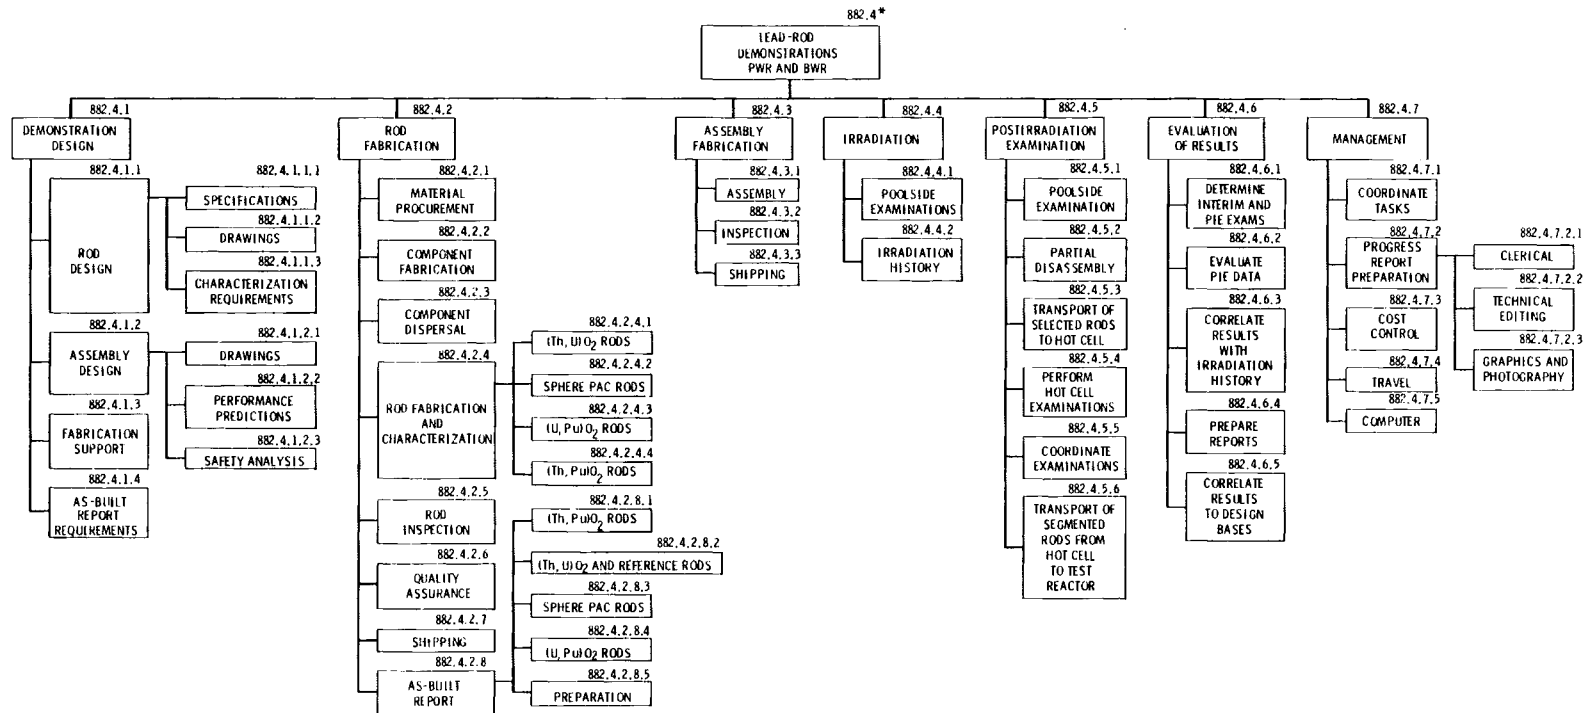 882.4*
LEAD-ROD
DEMONSTRATIONS
PWR AND BWR
882.4.1
DEMONSTRATION
DESIGN
882.4.1.1
ROD
DESIGN
882.4.1.1.1
SPECIFICATIONS
882.4.1.1.2
DRAWINGS
882.4.1.1.3
CHARACTERIZATION
REQUIREMENTS
882.4.1.2
ASSEMBLY
DESIGN
882.4.1.2.1
DRAWINGS
882.4.1.2.2
PERFORMANCE
PREDICTIONS
882.4.1.2.3
SAFETY ANALYSIS
882.4.1.3
FABRICATION
SUPPORT
882.4.1.4
AS-BUILT
REPORT
REQUIREMENTS
882.4.2
ROD
FABRICATION
882.4.2.1
MATERIAL
PROCUREMENT
882.4.2.2
COMPONENT
FABRICATION
882.4.2.3
COMPONENT
DISPERSAL
882.4.2.4
ROD FABRICATION
AND
CHARACTERIZATION
882.4.2.4.1
(Th, U)O2 RODS
882.4.2.4.2
SPHERE PAC RODS
882.4.2.4.3
(U, Pu)O2 RODS
882.4.2.4.4
(Th, Pu)O2 RODS
882.4.2.5
ROD
INSPECTION
882.4.2.6
QUALITY
ASSURANCE
882.4.2.7
SHIPPING
882.4.2.8
AS-BUILT
REPORT
882.4.2.8.1
(Th, Pu)O2 RODS
882.4.2.8.2
(Th, U)O2 AND REFERENCE RODS
882.4.2.8.3
SPHERE PAC RODS
882.4.2.8.4
(U, Pu)O2 RODS
882.4.2.8.5
PREPARATION
882.4.3
ASSEMBLY
FABRICATION
882.4.3.1
ASSEMBLY
882.4.3.2
INSPECTION
882.4.3.3
SHIPPING
882.4.4
IRRADIATION
882.4.4.1
POOLSIDE
EXAMINATIONS
882.4.4.2
IRRADIATION
HISTORY
882.4.5
POSTIRRADIATION
EXAMINATION
882.4.5.1
POOLSIDE
EXAMINATION
882.4.5.2
PARTIAL
DISASSEMBLY
882.4.5.3
TRANSPORT OF
SELECTED RODS
TO HOT CELL
882.4.5.4
PERFORM
HOT CELL
EXAMINATIONS
882.4.5.5
COORDINATE
EXAMINATIONS
882.4.5.6
TRANSPORT OF
SEGMENTED
RODS FROM
HOT CELL
TO TEST
REACTOR
882.4.6
EVALUATION
OF RESULTS
882.4.6.1
DETERMINE
INTERIM AND
PIE EXAMS
882.4.6.2
EVALUATE
PIE DATA
882.4.6.3
CORRELATE
RESULTS
WITH
IRRADIATION
HISTORY
882.4.6.4
PREPARE
REPORTS
882.4.6.5
CORRELATE
RESULTS
TO DESIGN
BASES
882.4.7
MANAGEMENT
882.4.7.1
COORDINATE
TASKS
882.4.7.2
PROGRESS
REPORT
PREPARATION
882.4.7.2.1
CLERICAL
882.4.7.2.2
TECHNICAL
EDITING
882.4.7.2.3
GRAPHICS AND
PHOTOGRAPHY
882.4.7.3
COST
CONTROL
882.4.7.4
TRAVEL
882.4.7.5
COMPUTER